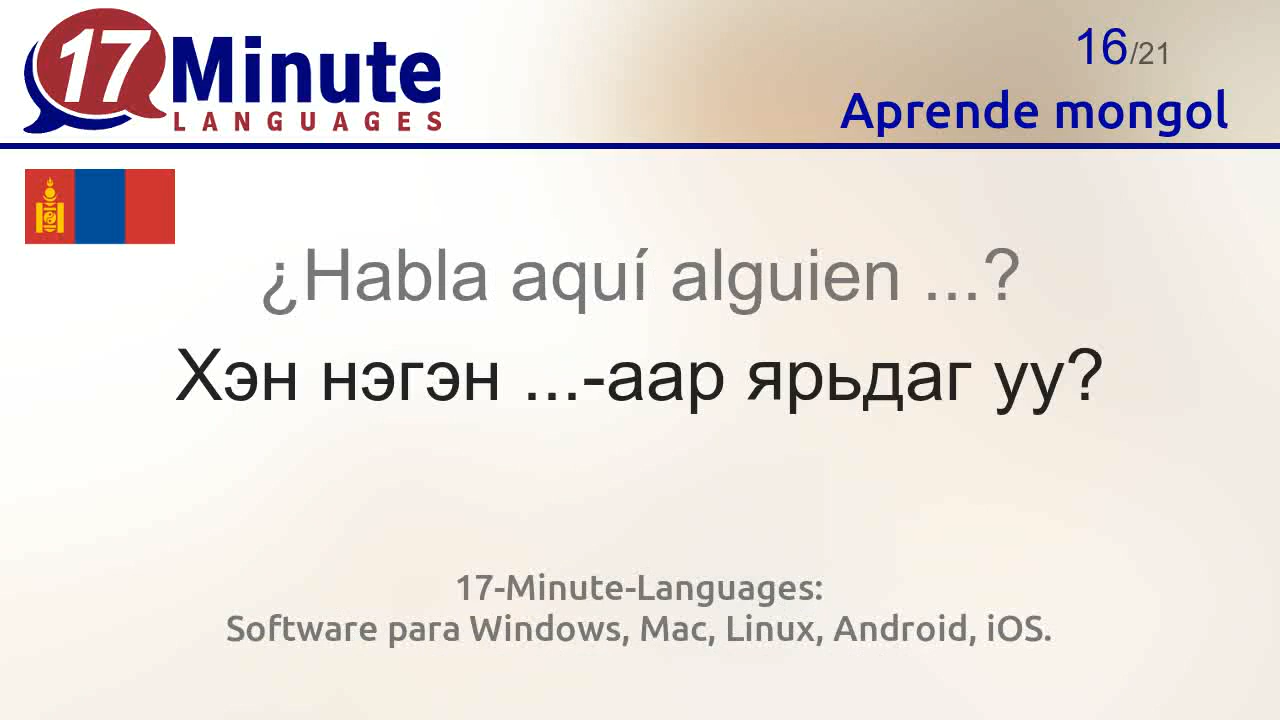 17 Minute
LANGUAGES
16/21
Aprende mongol
¿Habla aquí alguien ...?
Хэн нэгэн ...-аар ярьдаг уу?
17-Minute-Languages:
Software para Windows, Mac, Linux, Android, iOS.